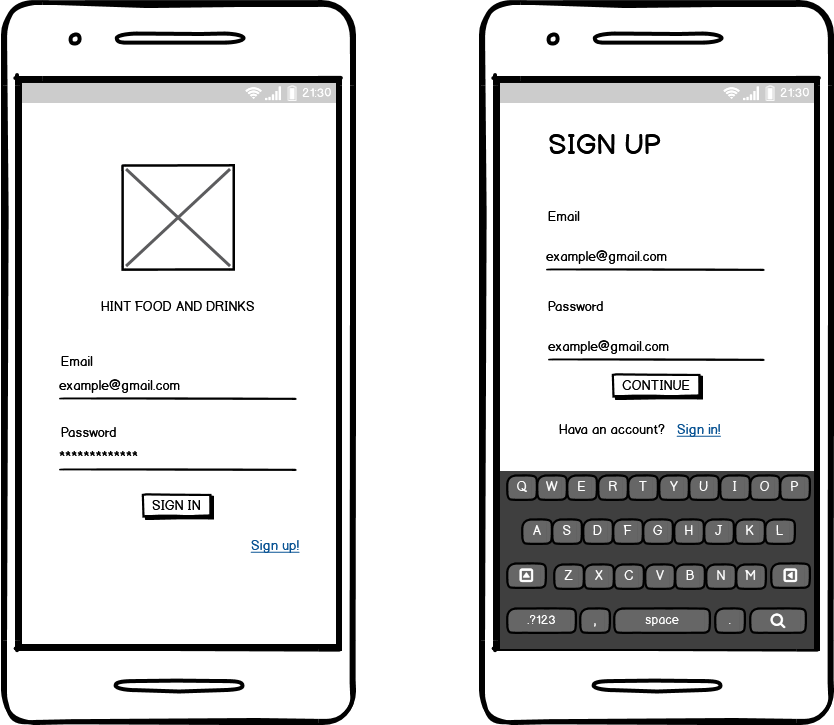 21:30
HINT FOOD AND DRINKS
Email
example@gmail.com
Password
*************
SIGN IN
Sign up!
21:30
SIGN UP
Email
example@gmail.com
Password
example@gmail.com
CONTINUE
Hava an account? Sign in!
Q W E R T Y U I O P
A S D F G H J K L
Z X C V B N M
.?123 , space .